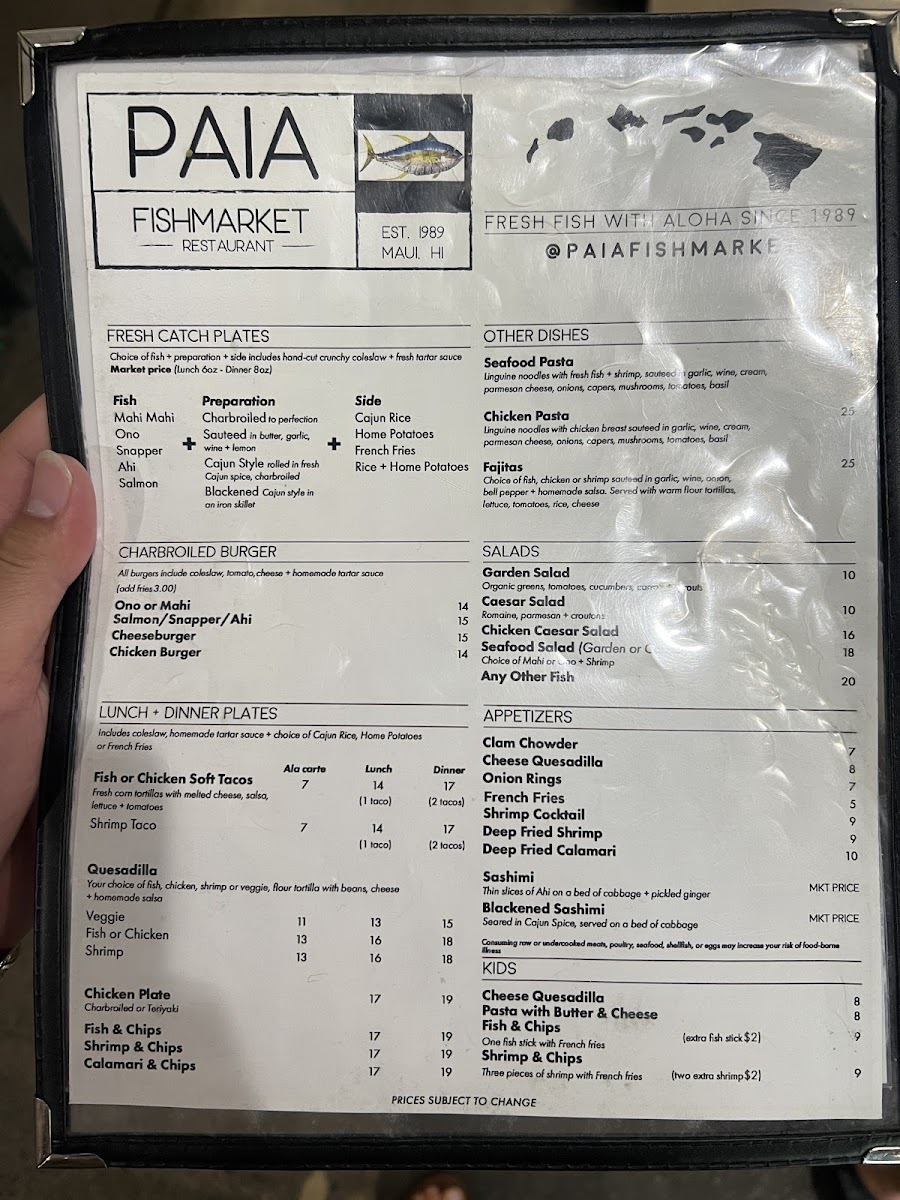 PAIA
FISHMARKET
RESTAURANT
EST. 1989
MAUI, HI
FRESH FISH WITH ALOHA SINCE 1989
@PAIAFISHMARKE
FRESH CATCH PLATES
Choice of fish + preparation + side includes hand-cut crunchy coleslaw + fresh tartar sauce
Market price (Lunch 6oz - Dinner 8oz)
Fish
Mahi Mahi
Ono
Snapper
Ahi
Salmon
+
Preparation
Charbroiled to perfection
Sauteed in butter, garlic,
wine + lemon
Cajun Style rolled in fresh
Cajun spice, charbroiled
Blackened Cajun style in
an iron skillet
+
Side
Cajun Rice
Home Potatoes
French Fries
Rice + Home Potatoes
CHARBROILED BURGER
All burgers include coleslaw, tomato, cheese + homemade tartar sauce
(add fries 3.00)
Ono or Mahi 14
Salmon/Snapper/Ahi 15
Cheeseburger 15
Chicken Burger 14
LUNCH + DINNER PLATES
Includes coleslaw, homemade tartar sauce + choice of Cajun Rice, Home Potatoes
or French Fries
Ala carte Lunch Dinner
Fish or Chicken Soft Tacos 7 14 17
Fresh corn tortillas with melted cheese, salsa, (1 taco) (2 tacos)
lettuce + tomatoes
Shrimp Taco 7 14 17
(1 taco) (2 tacos)
Quesadilla
Your choice of fish, chicken, shrimp or veggie, flour tortilla with beans, cheese
+ homemade salsa
Veggie 11 13 15
Fish or Chicken 13 16 18
Shrimp 13 16 18
Chicken Plate 17 19
Charbroiled or Teriyaki
Fish & Chips 17 19
Shrimp & Chips 17 19
Calamari & Chips 17 19
OTHER DISHES
Seafood Pasta
Linguine noodles with fresh fish + shrimp, sauteed in garlic, wine, cream,
parmesan cheese, onions, capers, mushrooms, tomatoes, basil
Chicken Pasta 25
Linguine noodles with chicken breast sauteed in garlic, wine, cream,
parmesan cheese, onions, capers, mushrooms, tomatoes, basil
Fajitas 25
Choice of fish, chicken or shrimp sauteed in garlic, wine, onion,
bell pepper + homemade salsa. Served with warm flour tortillas,
lettuce, tomatoes, rice, cheese
SALADS
Garden Salad 10
Organic greens, tomatoes, cucumbers,
Caesar Salad 10
Romaine, parmesan + croutons
Chicken Caesar Salad 16
Seafood Salad (Garden or 18
Choice of Mahi or Ono + Shrimp
Any Other Fish 20
APPETIZERS
Clam Chowder 7
Cheese Quesadilla 8
Onion Rings 7
French Fries 5
Shrimp Cocktail 9
Deep Fried Shrimp 9
Deep Fried Calamari 10
Sashimi
Thin slices of Ahi on a bed of cabbage + pickled ginger MKT PRICE
Blackened Sashimi
Seared in Cajun Spice, served on a bed of cabbage MKT PRICE
Consuming raw or undercooked meats, poultry, seafood, shellfish, or eggs may increase your risk of food-borne
illness
KIDS
Cheese Quesadilla 8
Pasta with Butter & Cheese 8
Fish & Chips 9
One fish stick with French fries (extra fish stick $2)
Shrimp & Chips
Three pieces of shrimp with French fries (two extra shrimp $2) 9
PRICES SUBJECT TO CHANGE